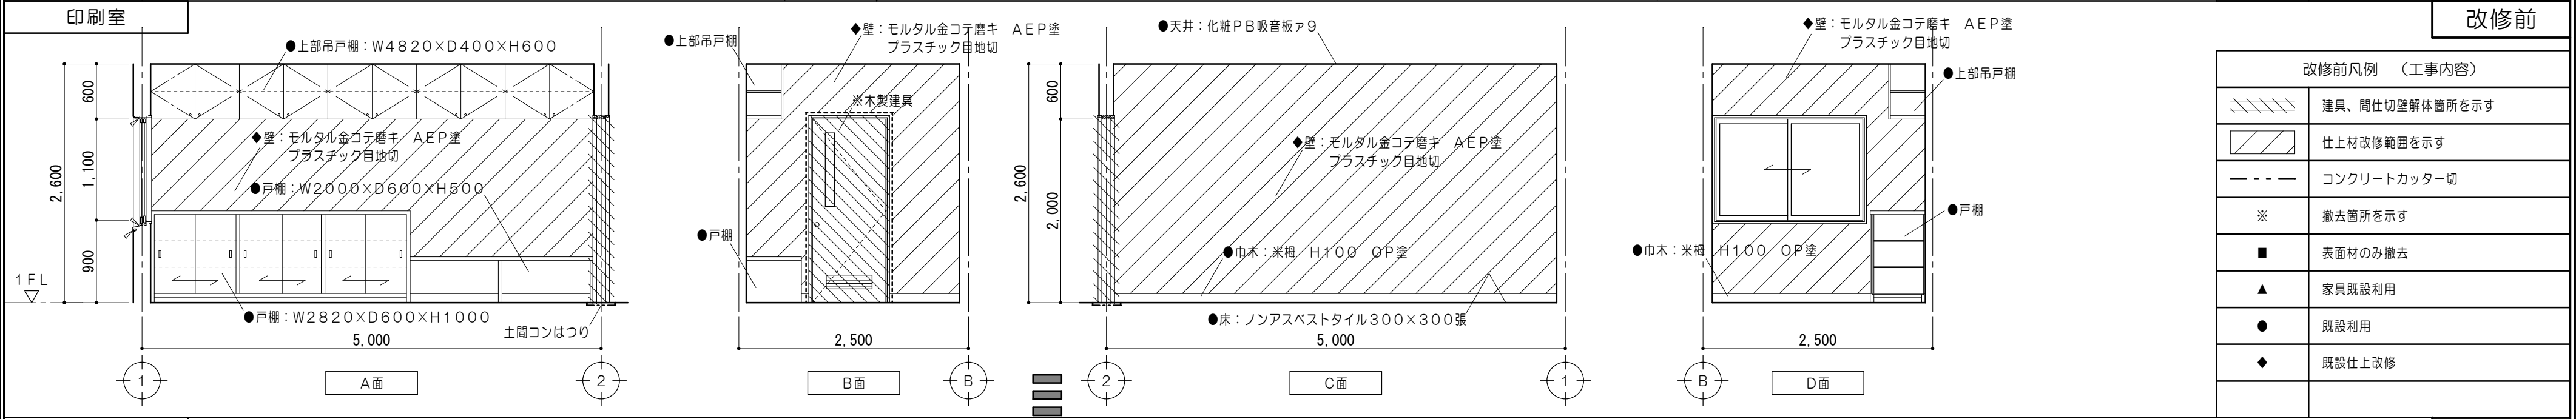 印刷室
改修前
●上部吊戸棚：W4820×D400×H600
◆壁：モルタル金コテ磨キ　AEP塗
プラスチック目地切
●戸棚：W2000×D600×H500
●戸棚：W2820×D600×H1000
土間コンはつり
2,600
600
1,100
900
1FL
5,000
1
A面
2
●上部吊戸棚
◆壁：モルタル金コテ磨キ　AEP塗
プラスチック目地切
※木製建具
●戸棚
2,500
B面
B
●天井：化粧PB吸音板ァ9
◆壁：モルタル金コテ磨キ　AEP塗
プラスチック目地切
2,600
600
2,000
●巾木：米栂　H100　OP塗
●床：ノンアスベストタイル300×300張
5,000
2
C面
1
◆壁：モルタル金コテ磨キ　AEP塗
プラスチック目地切
●上部吊戸棚
●戸棚
●巾木：米栂　H100　OP塗
2,500
B
D面
改修前凡例　（工事内容）
建具、間仕切壁解体箇所を示す
仕上材改修範囲を示す
コンクリートカッター切
※　撤去箇所を示す
■　表面材のみ撤去
▲　家具既設利用
●　既設利用
◆　既設仕上改修